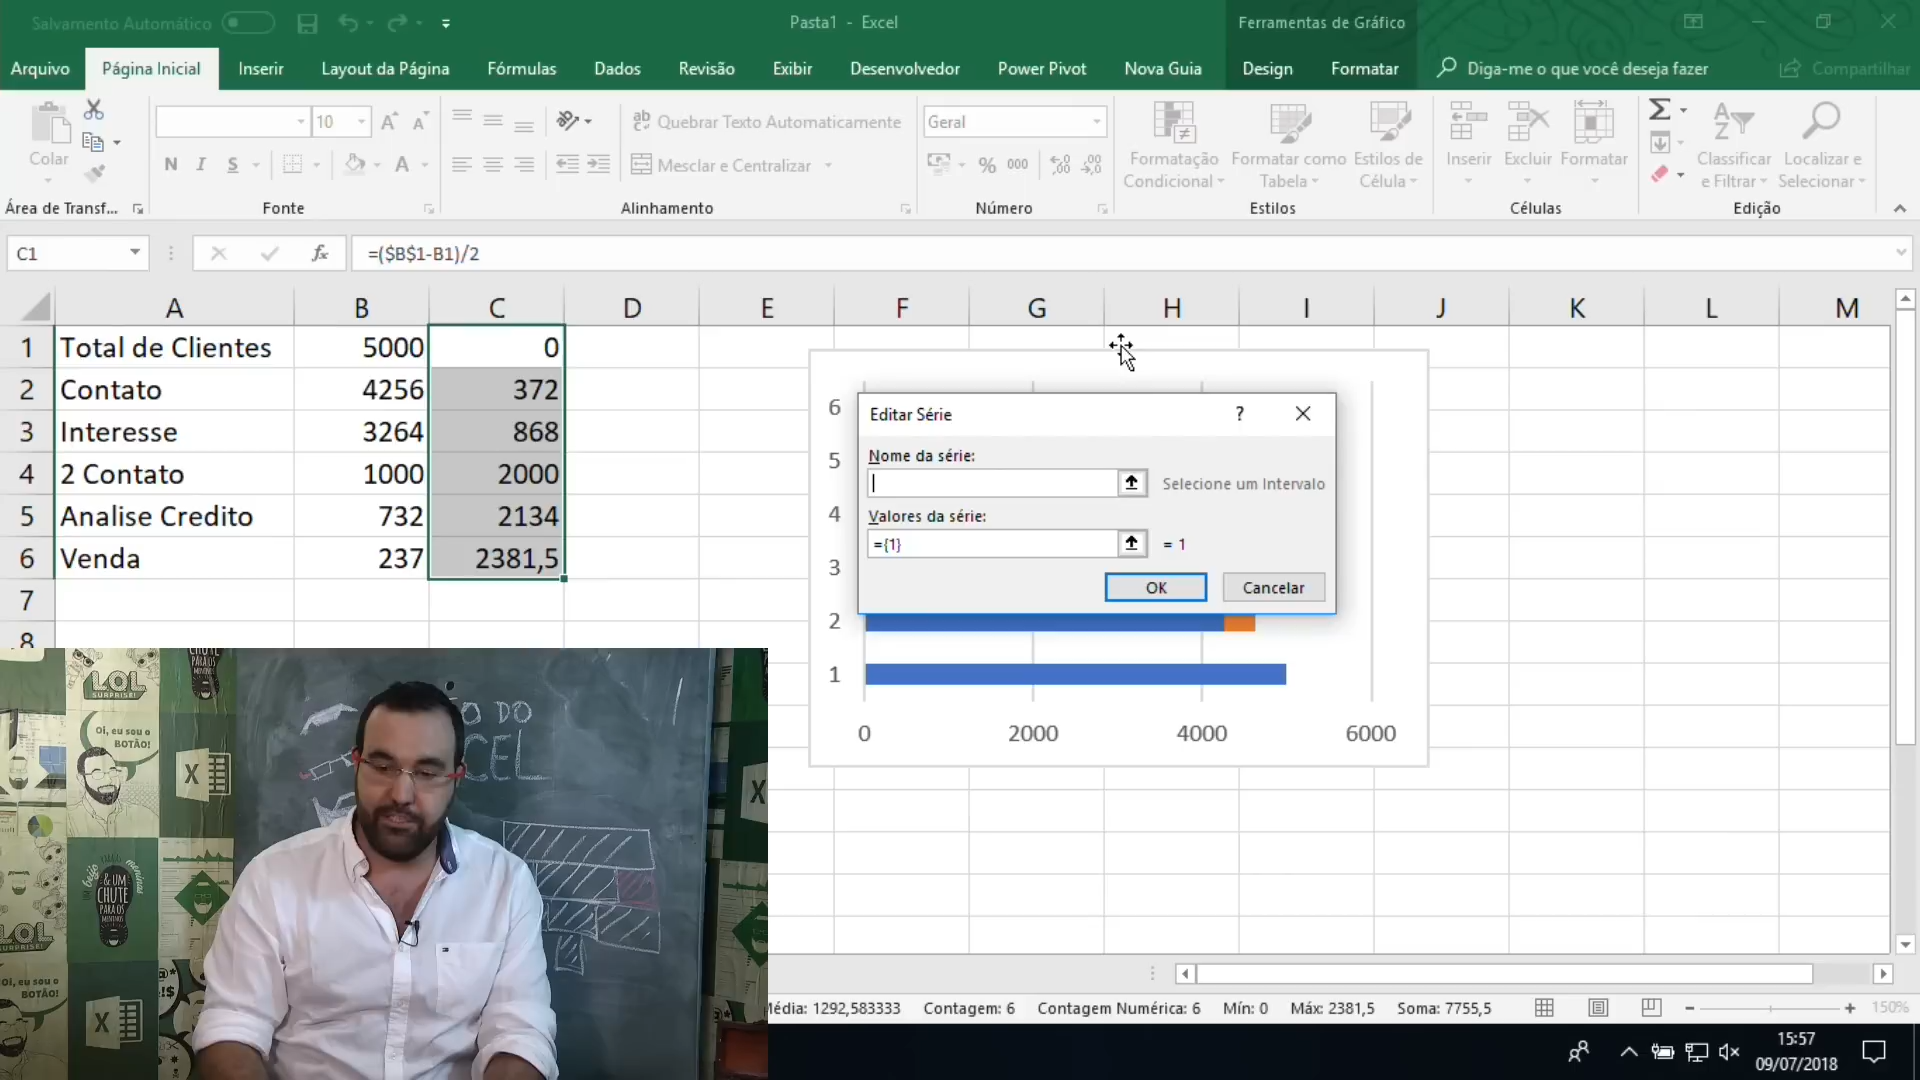 Salvamento Automático
Pasta1 - Excel
Ferramentas de Gráfico
Arquivo Página Inicial Inserir Layout da Página Fórmulas Dados Revisão Exibir Desenvolvedor Power Pivot Nova Guia Design Formatar Diga-me o que você deseja fazer Compartilhar
Colar
10
N I S
Quebrar Texto Automaticamente
Mesclar e Centralizar
Geral
% 000
Formatação Condicional
Formatar como Tabela
Estilos de Célula
Inserir Excluir Formatar
Classificar e Filtrar
Localizar e Selecionar
Área de Transf... Fonte Alinhamento Número Estilos Células Edição
C1 fx =($B$1-B1)/2
A B C D E F G H I J K L M
1 Total de Clientes 5000 0
2 Contato 4256 372
3 Interesse 3264 868
4 2 Contato 1000 2000
5 Analise Credito 732 2134
6 Venda 237 2381,5
7
8
6
5
4
3
2
1
0 2000 4000 6000
Editar Série ?
Nome da série:
Selecione um Intervalo
Valores da série:
={1} = 1
OK Cancelar
LOL
SURPRISE!
Oi, eu sou o
BOTÃO!
O DO
CEL
beijo
meninas
& UM
CHUTE
PARA OS
MENINOS
LOL
Oi, eu sou o
BOTÃO!
Média: 1292,583333 Contagem: 6 Contagem Numérica: 6 Mín: 0 Máx: 2381,5 Soma: 7755,5 150%
15:57
09/07/2018